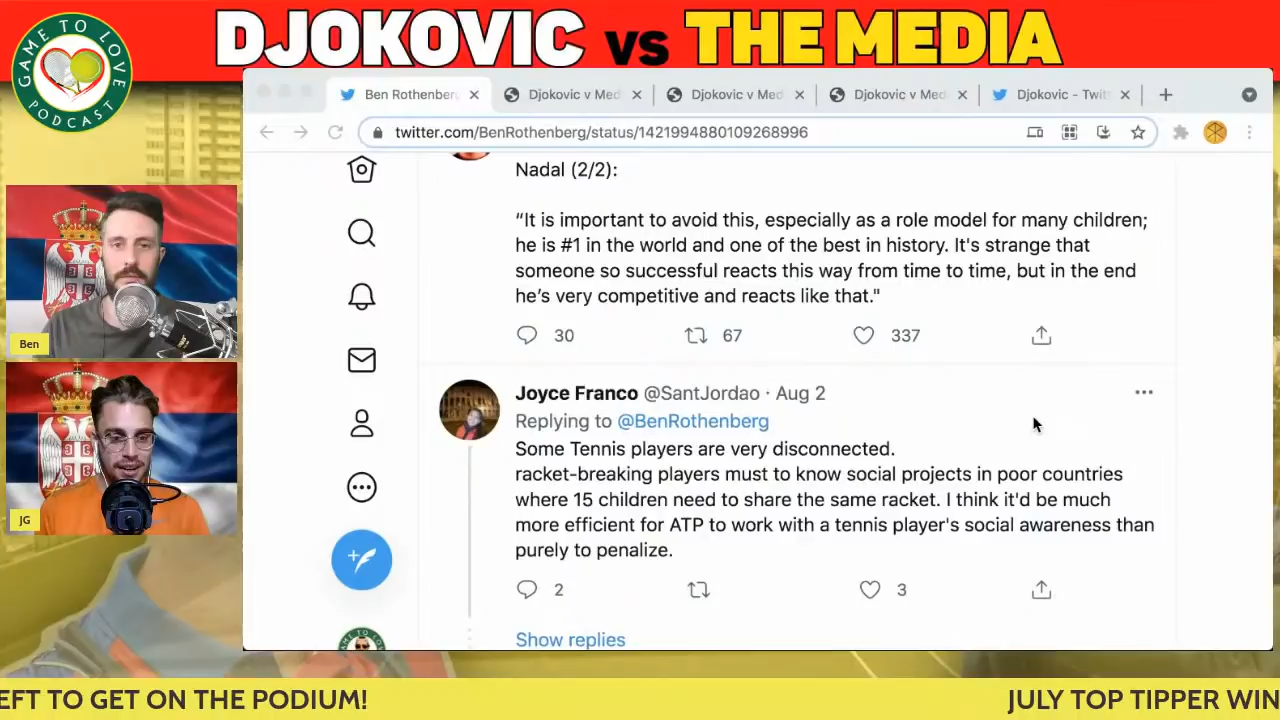 GAME TO LOVE
PODCAST
DJOKOVIC vs THE MEDIA
Ben Rothenber
Djokovic v Med
Djokovic v Med
Djokovic v Med
Djokovic - Twit
twitter.com/BenRothenberg/status/1421994880109268996
Nadal (2/2):
“It is important to avoid this, especially as a role model for many children;
he is #1 in the world and one of the best in history. It's strange that
someone so successful reacts this way from time to time, but in the end
he’s very competitive and reacts like that."
30 67 337
Joyce Franco @SantJordao · Aug 2
Replying to @BenRothenberg
Some Tennis players are very disconnected.
racket-breaking players must to know social projects in poor countries
where 15 children need to share the same racket. I think it'd be much
more efficient for ATP to work with a tennis player's social awareness than
purely to penalize.
2 3
Show replies
Ben
JG
EFT TO GET ON THE PODIUM! JULY TOP TIPPER WIN